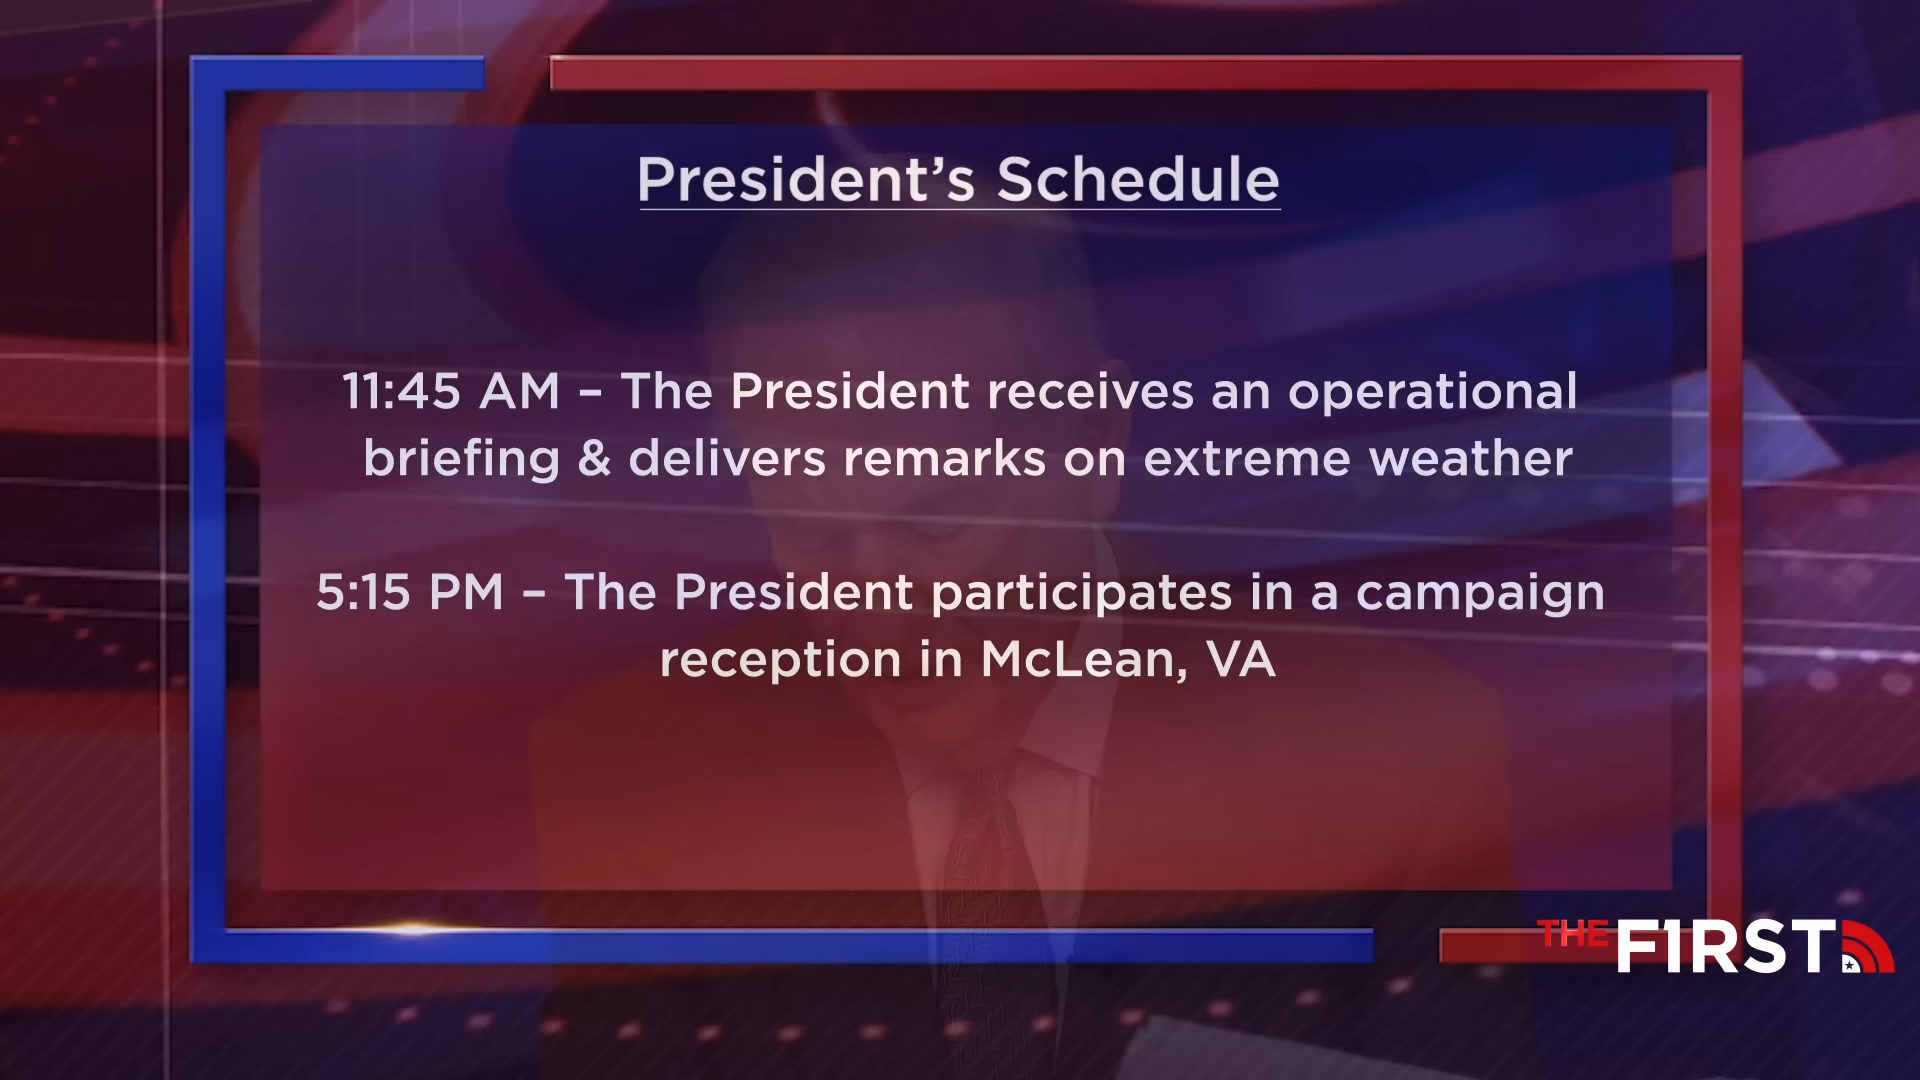 President’s Schedule
11:45 AM – The President receives an operational
briefing & delivers remarks on extreme weather
5:15 PM – The President participates in a campaign
reception in McLean, VA
THE F1RST